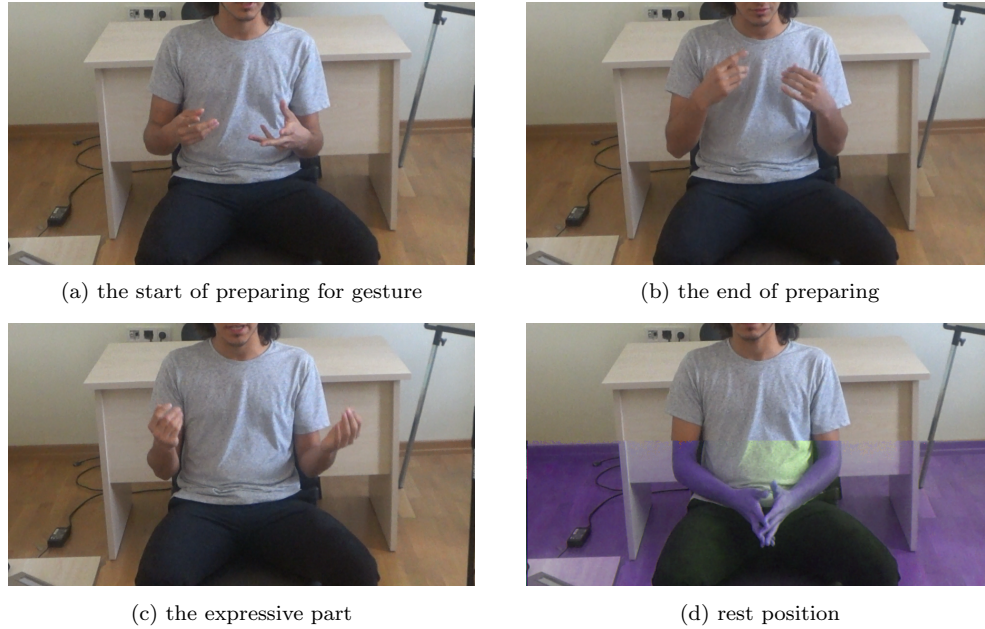 (a) the start of preparing for gesture
(b) the end of preparing
(c) the expressive part
(d) rest position